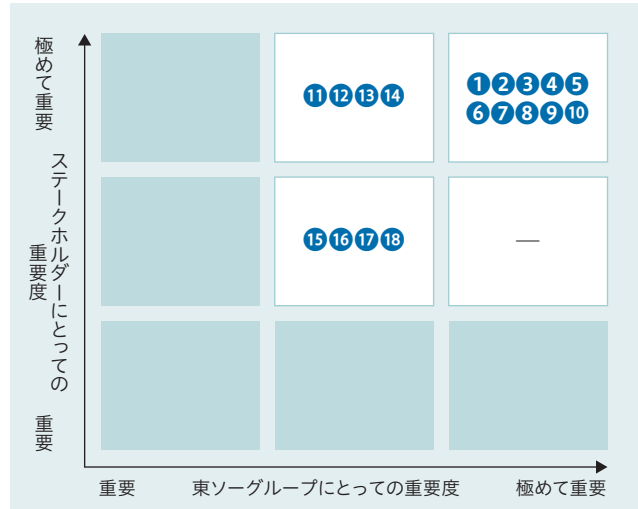 極めて重要
ステークホルダーにとっての
重要度
重要
⓫⓬⓭⓮
❶❷❸❹❺
❻❼❽❾❿
⓯⓰⓱⓲
—
重要
東ソーグループにとっての重要度
極めて重要